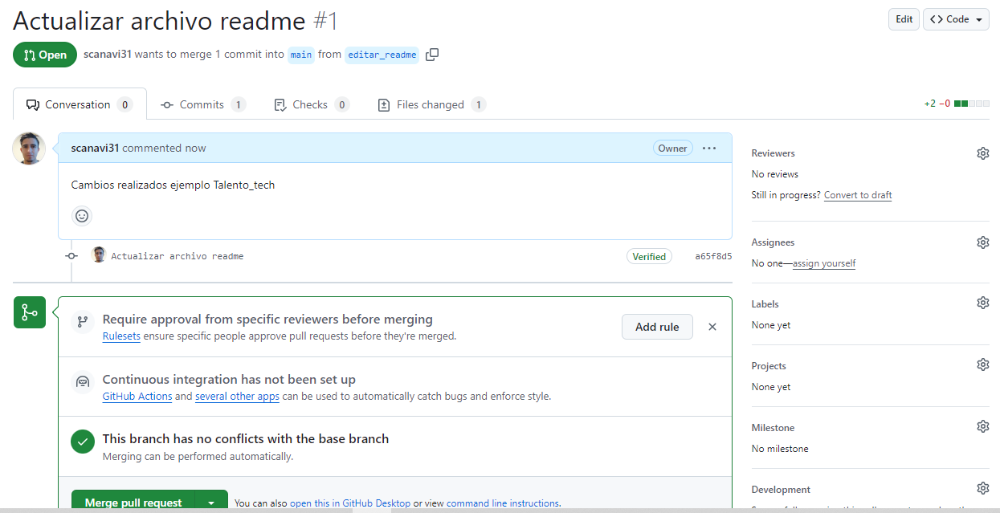 Actualizar archivo readme #1
Edit
Code
Open
scanavi31 wants to merge 1 commit into main from editar_readme
Conversation 0
Commits 1
Checks 0
Files changed 1
+2 −0
scanavi31 commented now
Owner
Cambios realizados ejemplo Talento_tech
Actualizar archivo readme
Verified
a65f8d5
Require approval from specific reviewers before merging
Rulesets ensure specific people approve pull requests before they're merged.
Add rule
Continuous integration has not been set up
GitHub Actions and several other apps can be used to automatically catch bugs and enforce style.
This branch has no conflicts with the base branch
Merging can be performed automatically.
Merge pull request
You can also open this in GitHub Desktop or view command line instructions.
Reviewers
No reviews
Still in progress? Convert to draft
Assignees
No one—assign yourself
Labels
None yet
Projects
None yet
Milestone
No milestone
Development